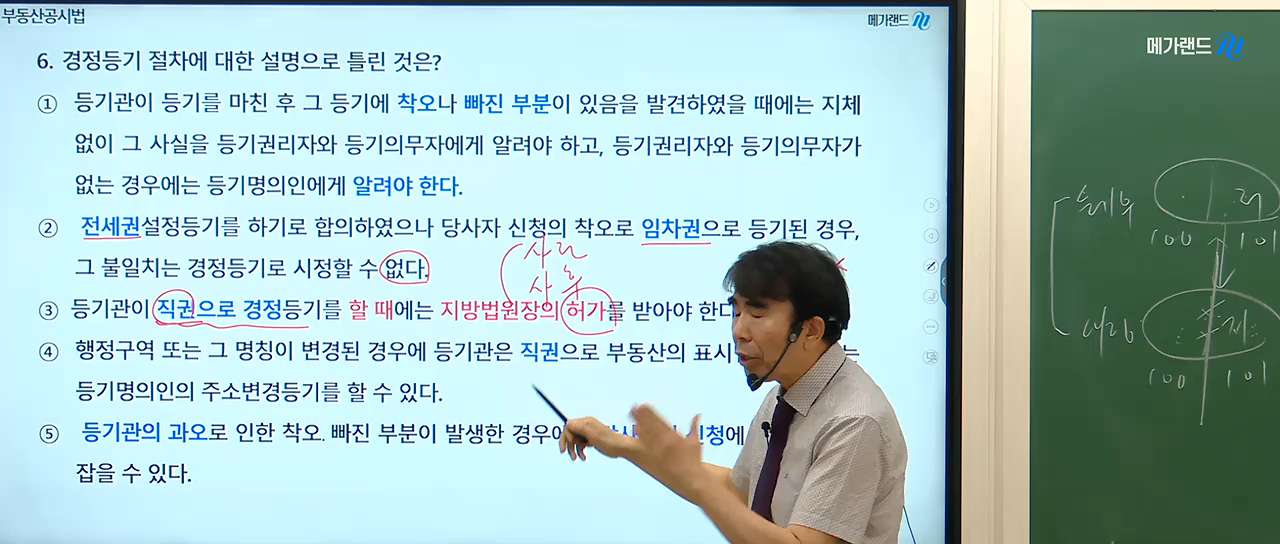 부동산공시법
메가랜드
메가랜드
6. 경정등기 절차에 대한 설명으로 틀린 것은?
① 등기관이 등기를 마친 후 그 등기에 착오나 빠진 부분이 있음을 발견하였을 때에는 지체
없이 그 사실을 등기권리자와 등기의무자에게 알려야 하고, 등기권리자와 등기의무자가
없는 경우에는 등기명의인에게 알려야 한다.
② 전세권설정등기를 하기로 합의하였으나 당사자 신청의 착오로 임차권으로 등기된 경우,
그 불일치는 경정등기로 시정할 수 없다.
사후
③ 등기관이 직권으로 경정등기를 할 때에는 지방법원장의 허가를 받아야 한다
④ 행정구역 또는 그 명칭이 변경된 경우에 등기관은 직권으로 부동산의 표시
등기명의인의 주소변경등기를 할 수 있다.
⑤ 등기관의 과오로 인한 착오. 빠진 부분이 발생한 경우에 신청에
잡을 수 있다.
100 101
100 101